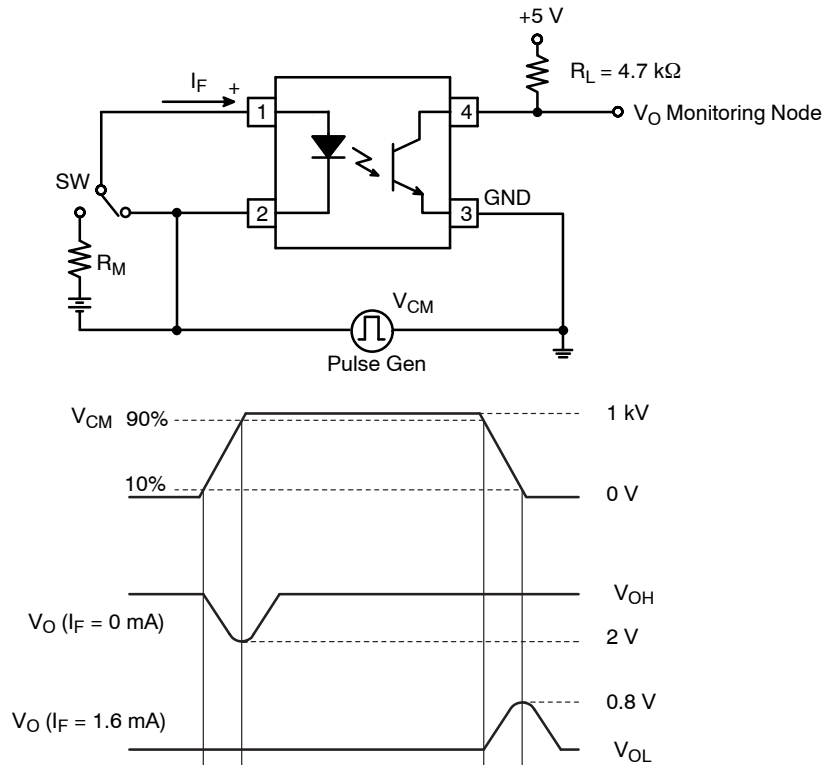 +5 V
R_L = 4.7 kΩ
I_F +
1
4
V_O Monitoring Node
SW
2
3
GND
R_M
V_CM
Pulse Gen
V_CM 90%
1 kV
10%
0 V
V_OH
V_O (I_F = 0 mA)
2 V
0.8 V
V_O (I_F = 1.6 mA)
V_OL